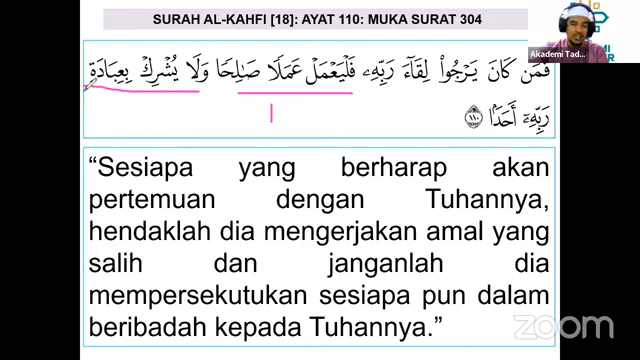 SURAH AL-KAHFI [18]: AYAT 110: MUKA SURAT 304
Akademi Tad...
فَمَن كَانَ يَرْجُوا۟ لِقَآءَ رَبِّهِۦ فَلْيَعْمَلْ عَمَلًا صَـٰلِحًا وَلَا يُشْرِكْ بِعِبَادَةِ
رَبِّهِۦٓ أَحَدًۢا ١١٠
“Sesiapa yang berharap akan
pertemuan dengan Tuhannya,
hendaklah dia mengerjakan amal yang
salih dan janganlah dia
mempersekutukan sesiapa pun dalam
beribadah kepada Tuhannya.”
zoom